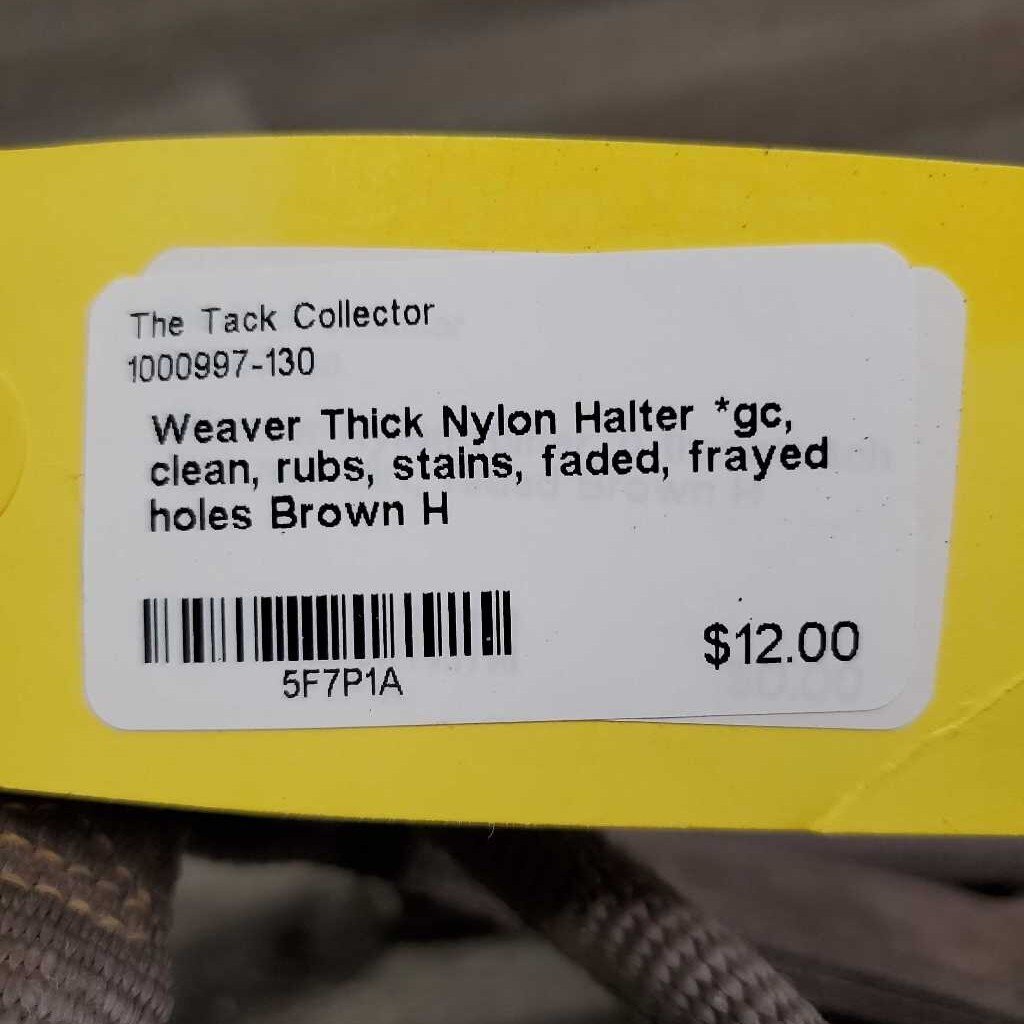 The Tack Collector
1000997-130
Weaver Thick Nylon Halter *gc,
clean, rubs, stains, faded, frayed
holes Brown H
5F7P1A
$12.00